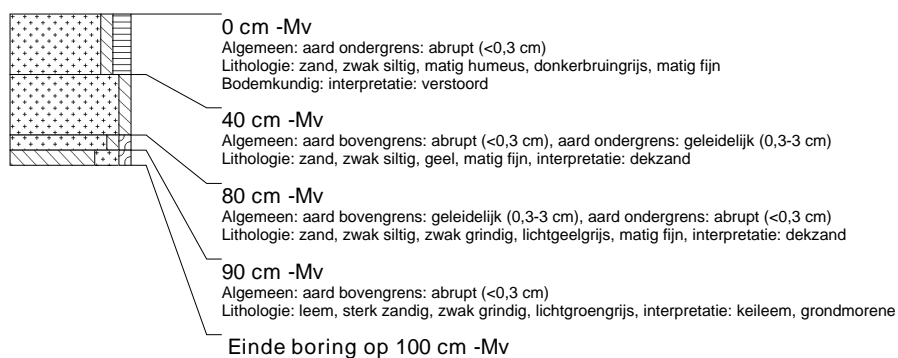 0 cm -Mv
Algemeen: aard ondergrens: abrupt (<0,3 cm)
Lithologie: zand, zwak siltig, matig humeus, donkerbruingrijs, matig fijn
Bodemkundig: interpretatie: verstoord
40 cm -Mv
Algemeen: aard bovengrens: abrupt (<0,3 cm), aard ondergrens: geleidelijk (0,3-3 cm)
Lithologie: zand, zwak siltig, geel, matig fijn, interpretatie: dekzand
80 cm -Mv
Algemeen: aard bovengrens: geleidelijk (0,3-3 cm), aard ondergrens: abrupt (<0,3 cm)
Lithologie: zand, zwak siltig, zwak grindig, lichtgeelgrijs, matig fijn, interpretatie: dekzand
90 cm -Mv
Algemeen: aard bovengrens: abrupt (<0,3 cm)
Lithologie: leem, sterk zandig, zwak grindig, lichtgroengrijs, interpretatie: keileem, grondmorene
Einde boring op 100 cm -Mv